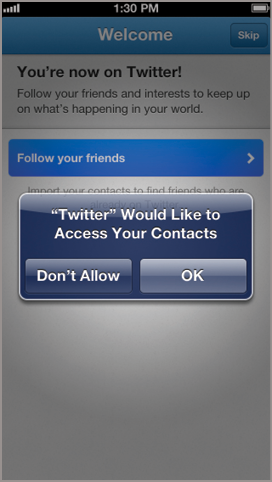 1:30 PM
Welcome
Skip
You're now on Twitter!
Follow your friends and interests to keep up
on what's happening in your world.
Follow your friends
Import your contacts to find friends who are
“Twitter” Would Like to
Access Your Contacts
Don't Allow
OK